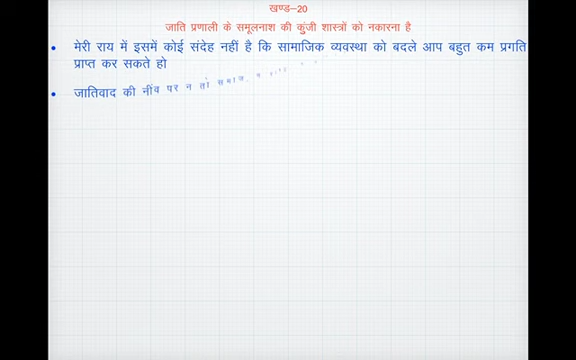 खण्ड–20
जाति प्रणाली के समूलनाश की कुंजी शास्त्रों को नकारना है
• मेरी राय में इसमें कोई संदेह नहीं है कि सामाजिक व्यवस्था को बदले आप बहुत कम प्रगति
प्राप्त कर सकते हो
• जातिवाद की नींव पर न तो समाज,